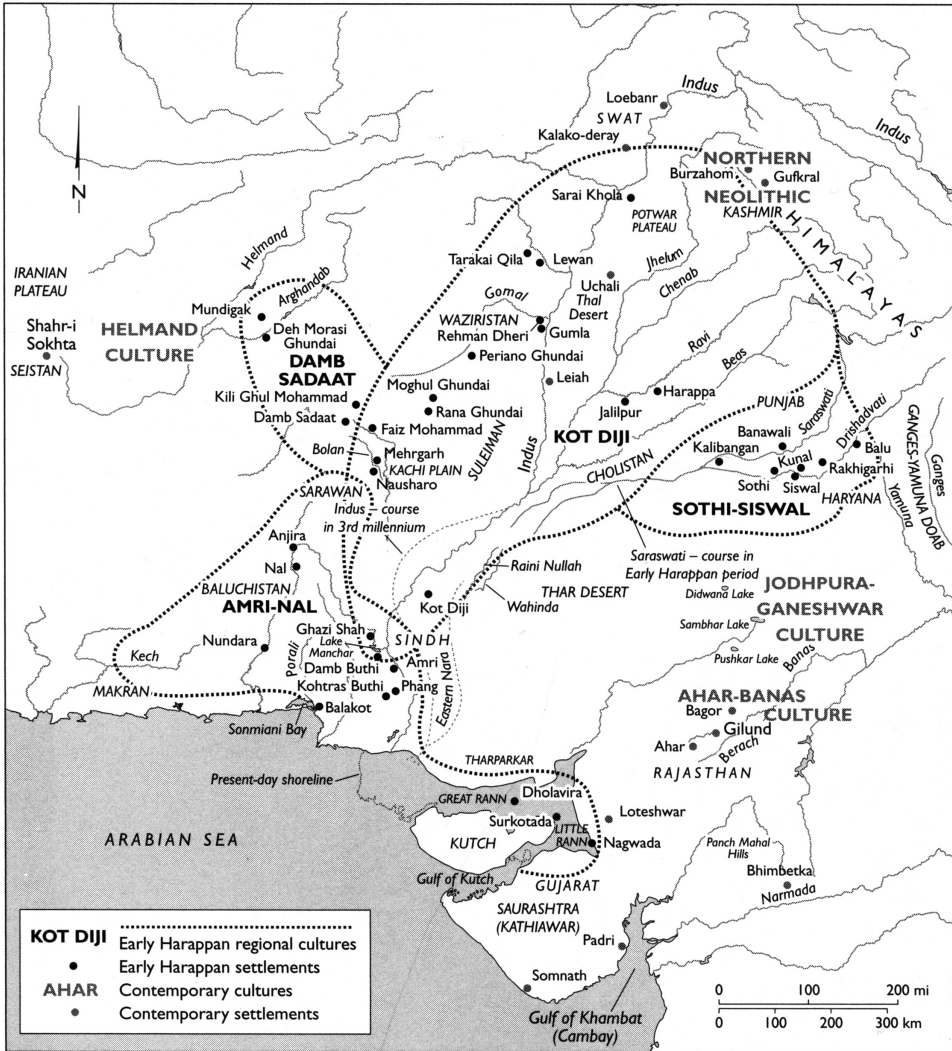 Loebanr
Indus
SWAT
Kalako-deray
Indus
NORTHERN
Burzahom
Gufkral
NEOLITHIC
KASHMIR
HIMALAYAS
N
Sarai Khola
POTWAR
PLATEAU
Helmand
Tarakai Qila
Lewan
Jhelum
Uchali
Chenab
IRANIAN
PLATEAU
Arghandab
Gomal
Thal
Desert
Mundigak
WAZIRISTAN
Rehman Dheri
Gumla
Shahr-i
Sokhta
HELMAND
CULTURE
Deh Morasi
Ghundai
Ravi
SEISTAN
DAMB
SADAAT
Periano Ghundai
Beas
Leiah
Moghul Ghundai
Harappa
Kili Ghul Mohammad
Rana Ghundai
Jalilpur
PUNJAB
Damb Sadaat
Faiz Mohammad
SULEIMAN
Indus
KOT DIJI
Saraswati
Drishadvati
GANGES-YAMUNA DOAB
Ganges
Banawali
Balu
Bolan
Mehrgarh
Kalibangan
Kunal
Rakhigarhi
KACHI PLAIN
CHOLISTAN
Sothi
Siswal
Nausharo
HARYANA
Yamuna
SARAWAN
SOTHI-SISWAL
Indus – course
in 3rd millennium
Anjira
Saraswati – course in
Early Harappan period
Nal
Raini Nullah
BALUCHISTAN
THAR DESERT
Didwana Lake
JODHPURA-
GANESHWAR
CULTURE
AMRI-NAL
Kot Diji
Wahinda
Sambhar Lake
Ghazi Shah
SINDH
Nundara
Lake
Manchar
Pushkar Lake
Banas
Kech
Porali
Damb Buthi
Amri
Eastern Nara
MAKRAN
Kohtras Buthi
Phang
AHAR-BANAS
CULTURE
Balakot
Bagor
Sonmiani Bay
Gilund
Ahar
Berach
THARPARKAR
RAJASTHAN
Present-day shoreline
Dholavira
GREAT RANN
Surkotada
Loteshwar
ARABIAN SEA
KUTCH
LITTLE
RANN
Nagwada
Panch Mahal
Hills
Bhimbetka
Gulf of Kutch
GUJARAT
Narmada
SAURASHTRA
(KATHIAWAR)
Padri
Somnath
Gulf of Khambat
(Cambay)
KOT DIJI Early Harappan regional cultures
Early Harappan settlements
AHAR Contemporary cultures
Contemporary settlements
0 100 200 mi
0 100 200 300 km